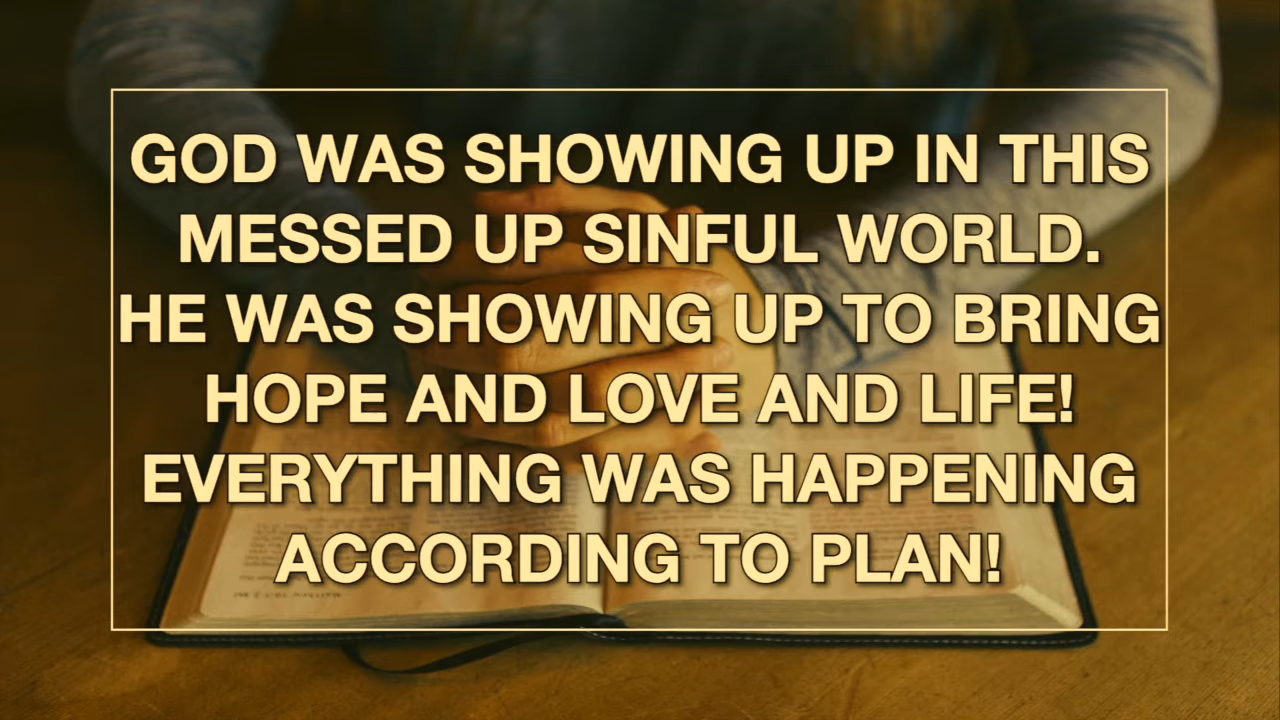 GOD WAS SHOWING UP IN THIS
MESSED UP SINFUL WORLD.
HE WAS SHOWING UP TO BRING
HOPE AND LOVE AND LIFE!
EVERYTHING WAS HAPPENING
ACCORDING TO PLAN!